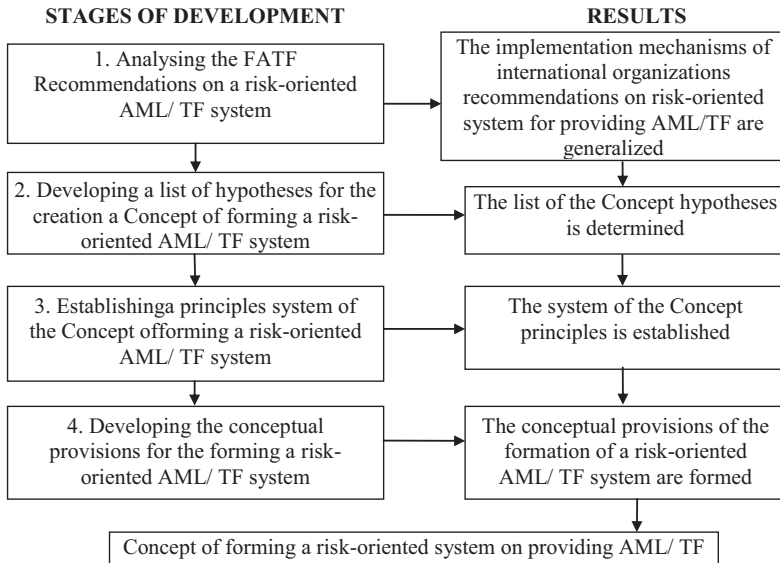 STAGES OF DEVELOPMENT
RESULTS
1. Analysing the FATF
Recommendations on a risk-oriented
AML/ TF system
The implementation mechanisms of
international organizations
recommendations on risk-oriented
system for providing AML/TF are
generalized
2. Developing a list of hypotheses for the
creation a Concept of forming a risk-
oriented AML/ TF system
The list of the Concept hypotheses
is determined
3. Establishinga principles system of
the Concept offorming a risk-oriented
AML/ TF system
The system of the Concept
principles is established
4. Developing the conceptual
provisions for the forming a risk-
oriented AML/ TF system
The conceptual provisions of the
formation of a risk-oriented
AML/ TF system are formed
Concept of forming a risk-oriented system on providing AML/ TF